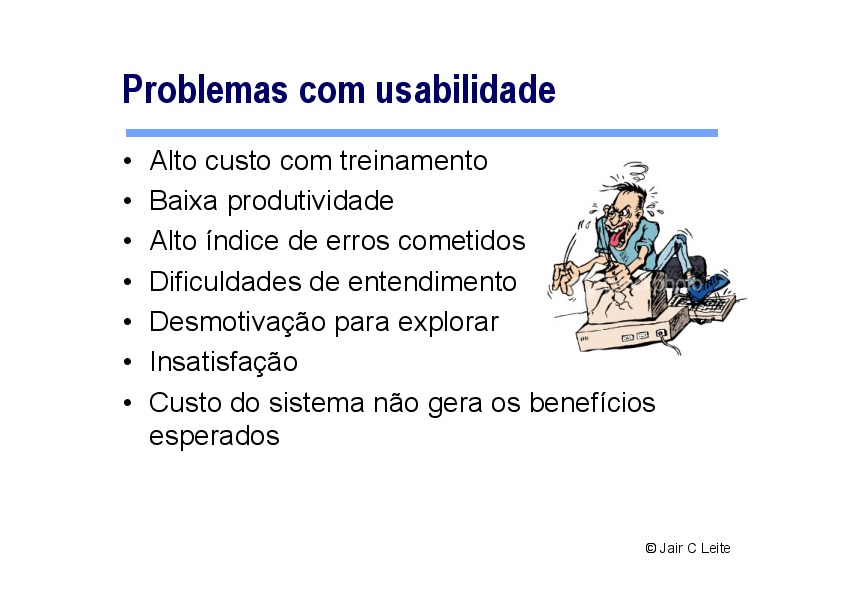 Problemas com usabilidade
• Alto custo com treinamento
• Baixa produtividade
• Alto índice de erros cometidos
• Dificuldades de entendimento
• Desmotivação para explorar
• Insatisfação
• Custo do sistema não gera os benefícios
esperados
© Jair C Leite